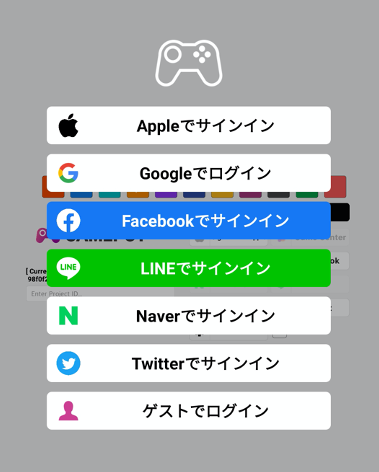 Appleでサインイン
Googleでログイン
Facebookでサインイン
LINE
LINEでサインイン
[ Curre
98f0f2
ok
Enter Project ID
Naverでサインイン
Twitterでサインイン
ゲストでログイン